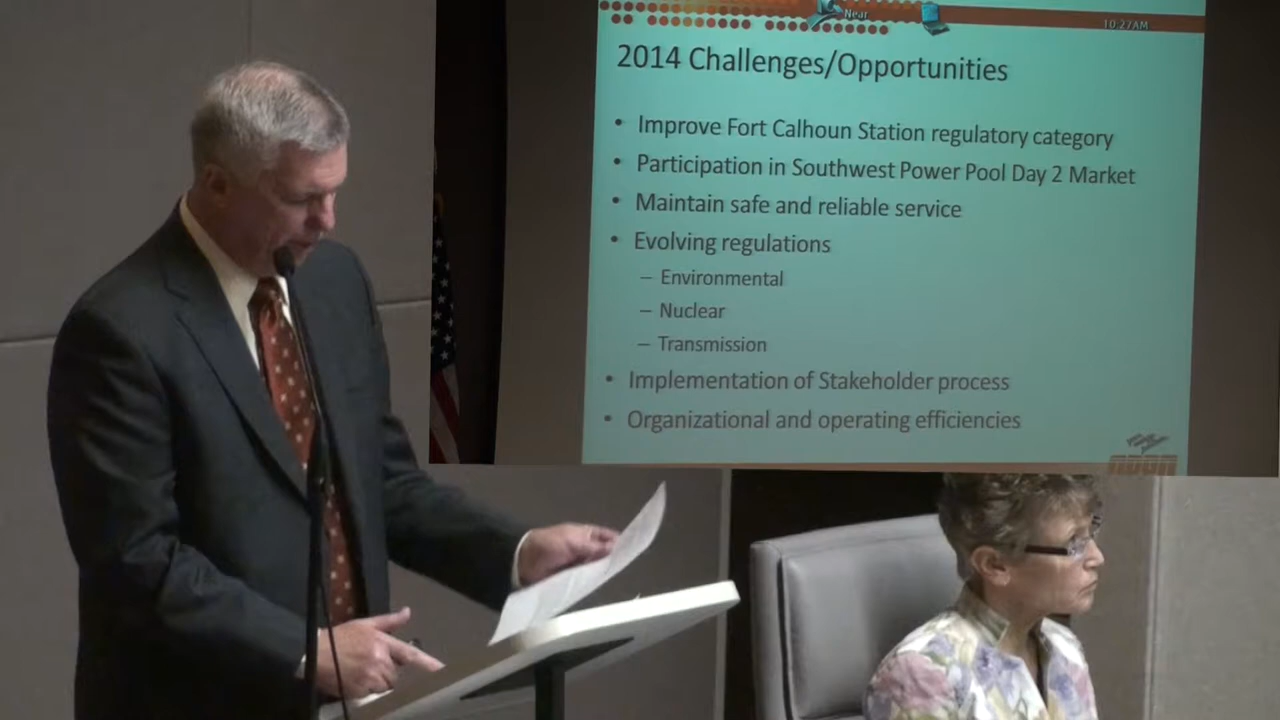 Near
10:27AM
2014 Challenges/Opportunities
• Improve Fort Calhoun Station regulatory category
• Participation in Southwest Power Pool Day 2 Market
• Maintain safe and reliable service
• Evolving regulations
– Environmental
– Nuclear
– Transmission
• Implementation of Stakeholder process
• Organizational and operating efficiencies